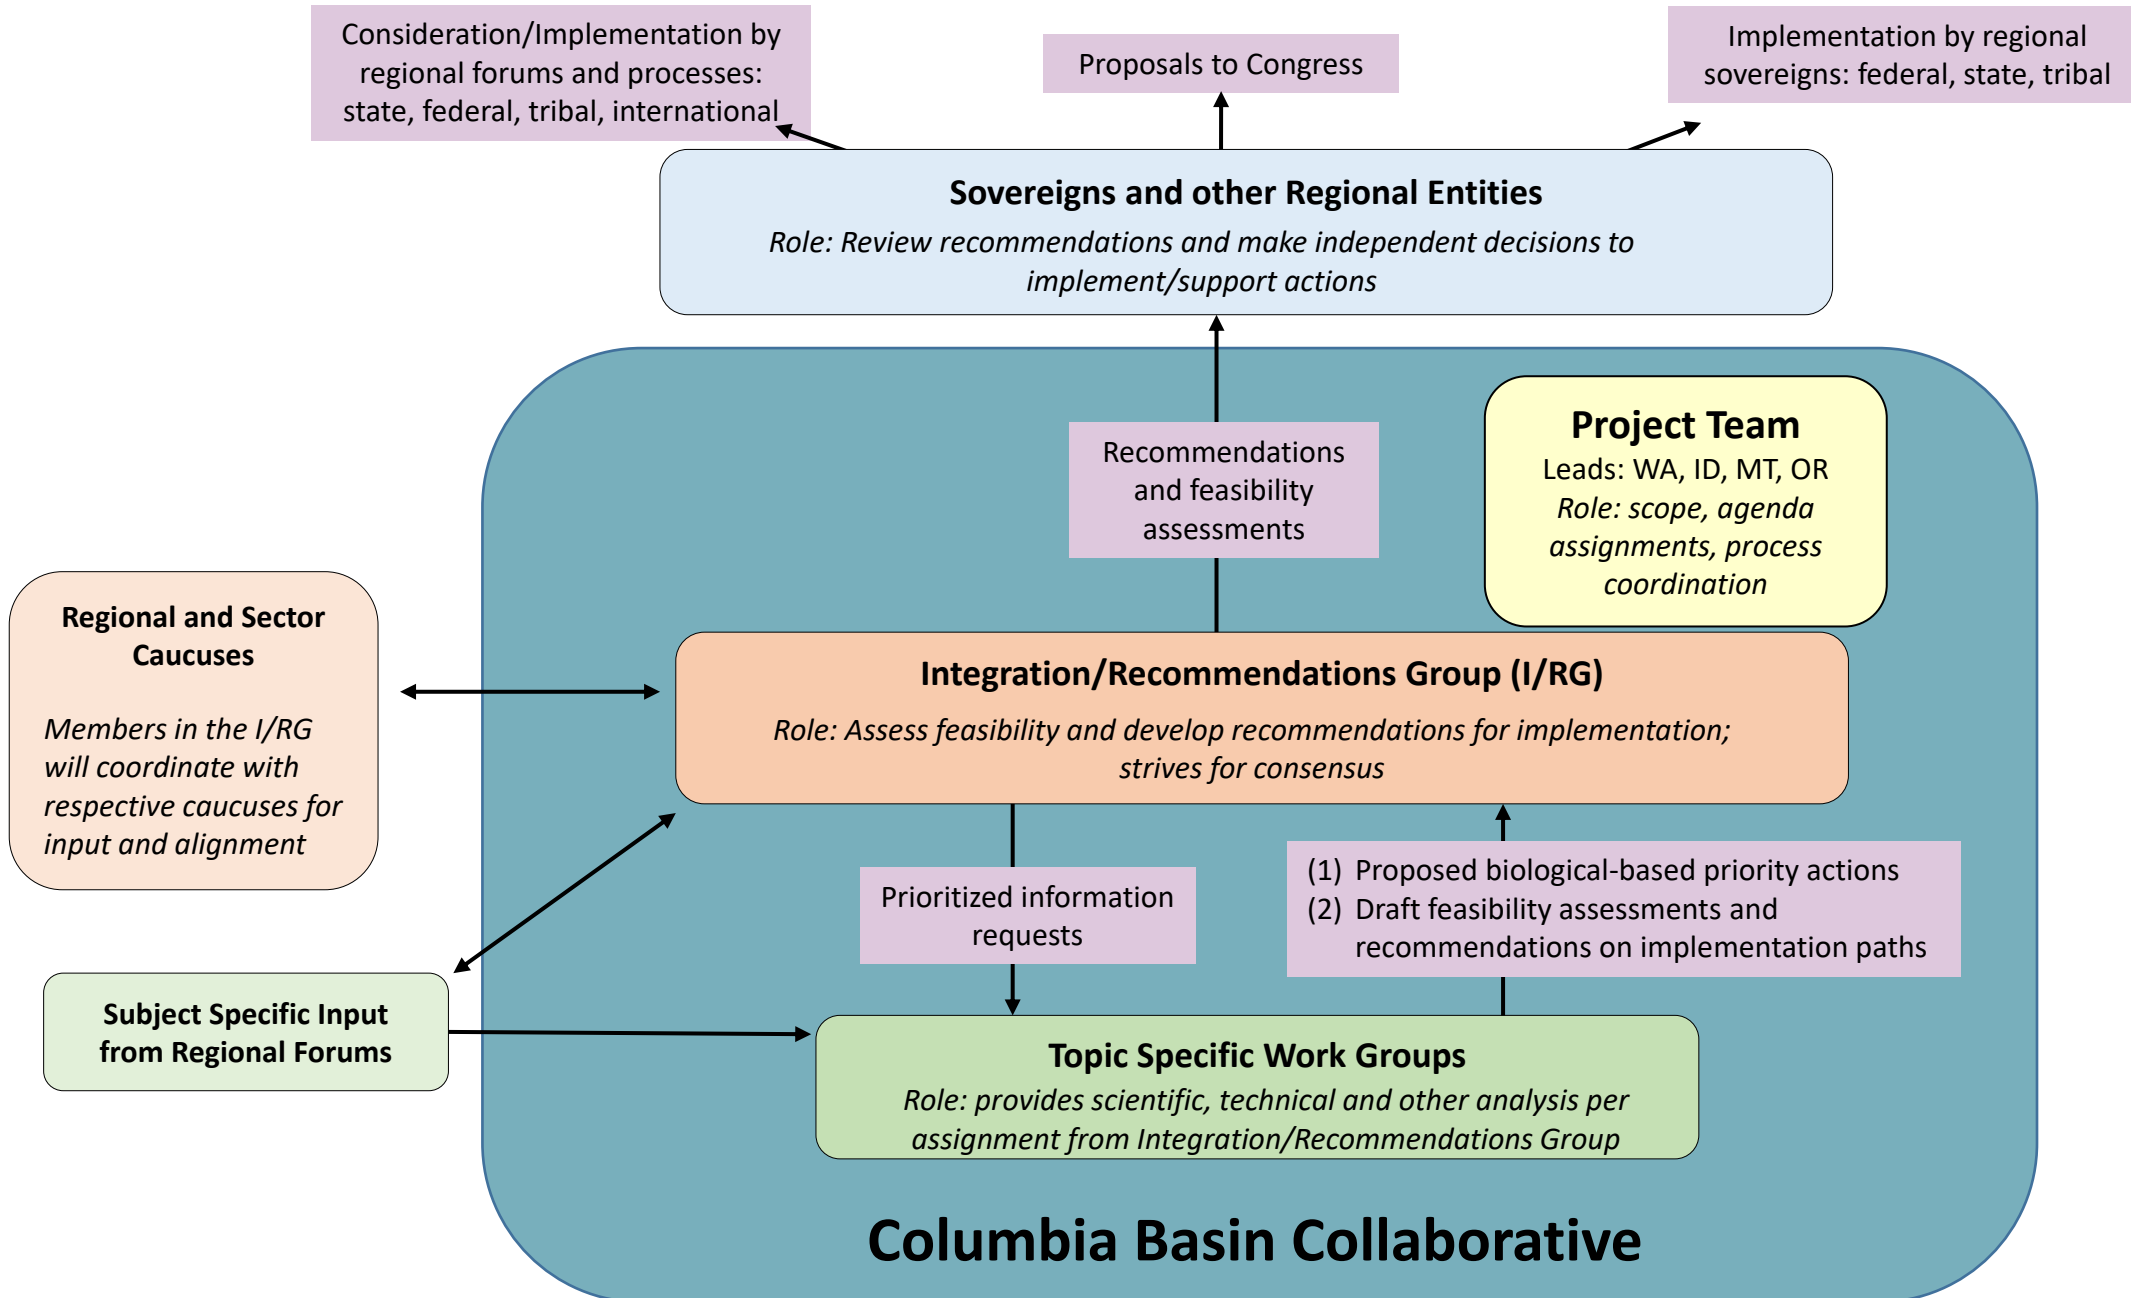 Consideration/Implementation by
regional forums and processes:
state, federal, tribal, international
Proposals to Congress
Implementation by regional
sovereigns: federal, state, tribal
Sovereigns and other Regional Entities
Role: Review recommendations and make independent decisions to
implement/support actions
Recommendations
and feasibility
assessments
Project Team
Leads: WA, ID, MT, OR
Role: scope, agenda
assignments, process
coordination
Regional and Sector
Caucuses
Members in the I/RG
will coordinate with
respective caucuses for
input and alignment
Integration/Recommendations Group (I/RG)
Role: Assess feasibility and develop recommendations for implementation;
strives for consensus
Prioritized information
requests
(1) Proposed biological-based priority actions
(2) Draft feasibility assessments and
recommendations on implementation paths
Subject Specific Input
from Regional Forums
Topic Specific Work Groups
Role: provides scientific, technical and other analysis per
assignment from Integration/Recommendations Group
Columbia Basin Collaborative